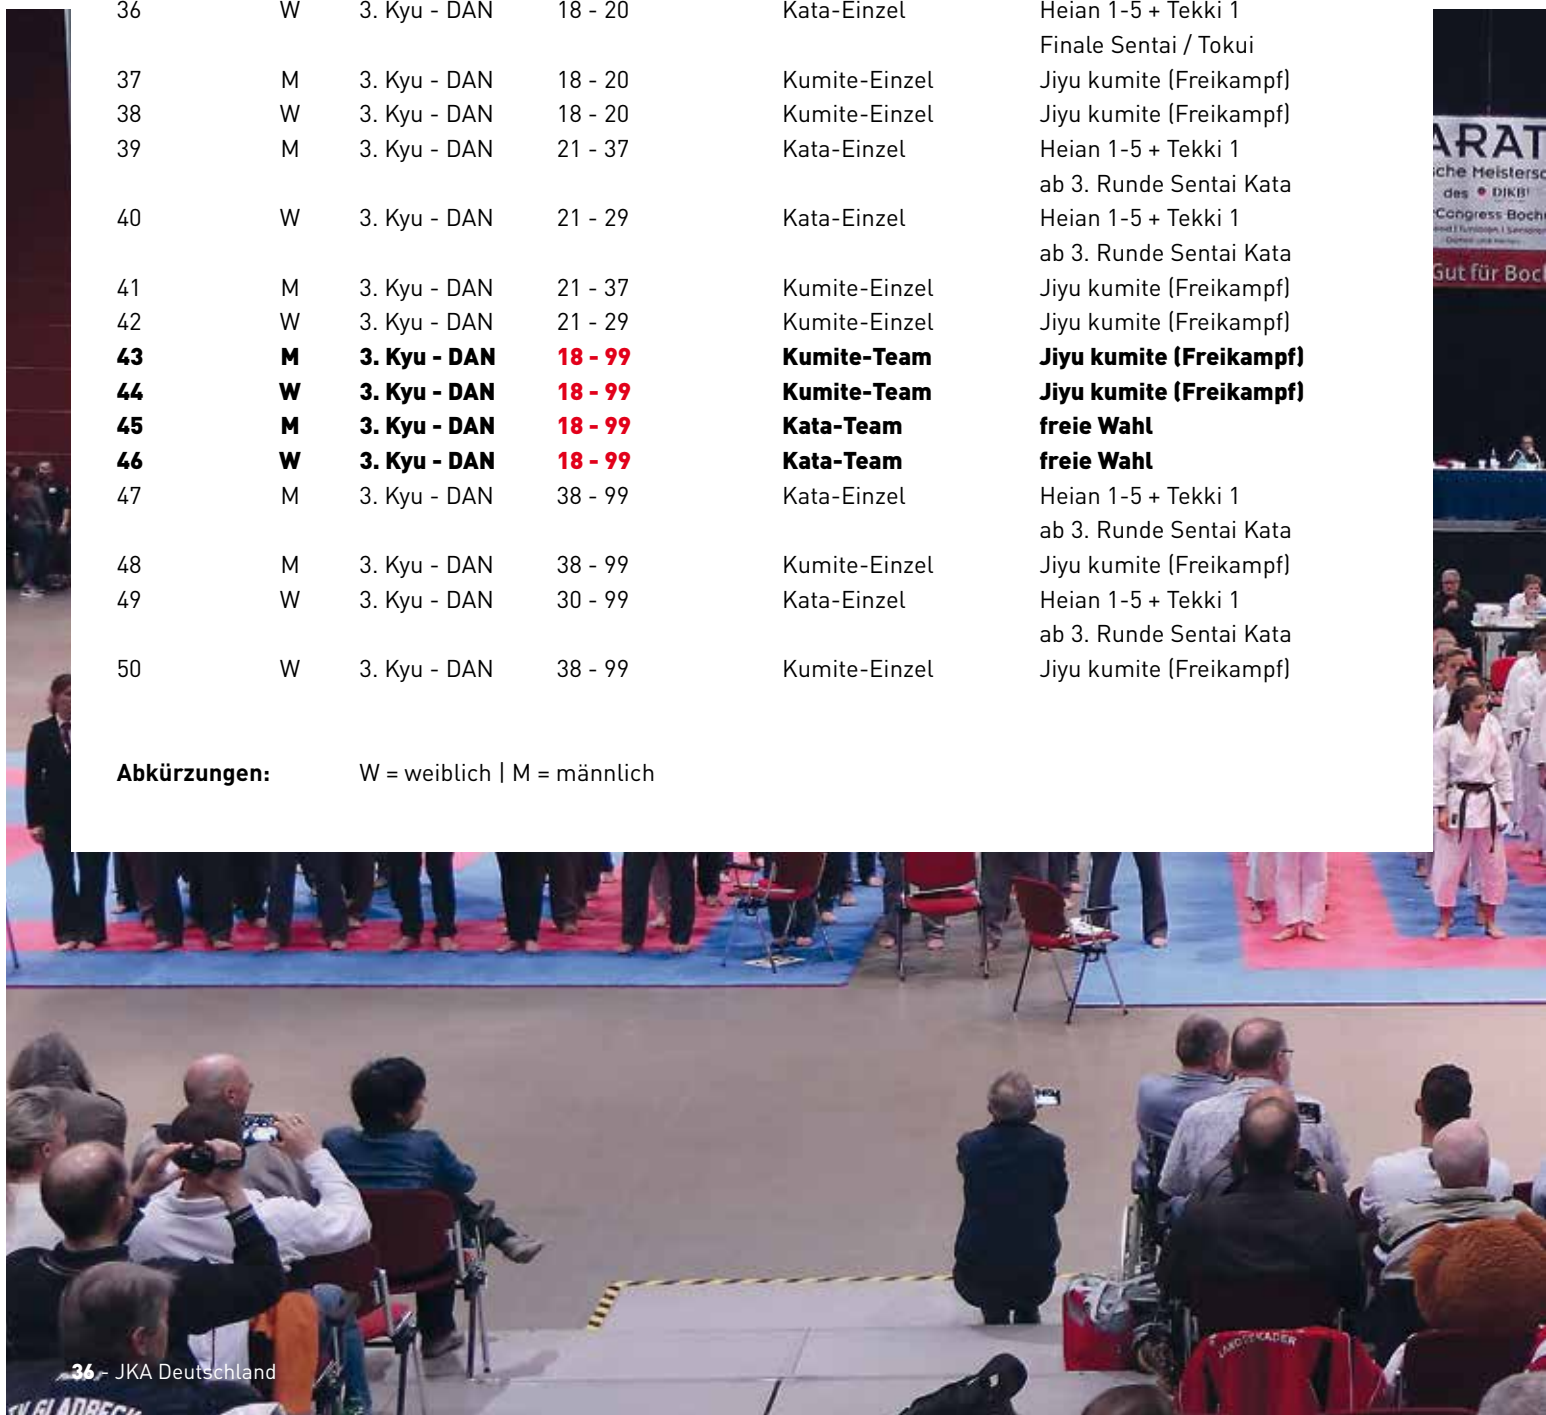 36 W 3. Kyu - DAN 18 - 20 Kata-Einzel Heian 1-5 + Tekki 1
Finale Sentai / Tokui
37 M 3. Kyu - DAN 18 - 20 Kumite-Einzel Jiyu kumite (Freikampf)
38 W 3. Kyu - DAN 18 - 20 Kumite-Einzel Jiyu kumite (Freikampf)
39 M 3. Kyu - DAN 21 - 37 Kata-Einzel Heian 1-5 + Tekki 1
ab 3. Runde Sentai Kata
40 W 3. Kyu - DAN 21 - 29 Kata-Einzel Heian 1-5 + Tekki 1
ab 3. Runde Sentai Kata
41 M 3. Kyu - DAN 21 - 37 Kumite-Einzel Jiyu kumite (Freikampf)
42 W 3. Kyu - DAN 21 - 29 Kumite-Einzel Jiyu kumite (Freikampf)
43 M 3. Kyu - DAN 18 - 99 Kumite-Team Jiyu kumite (Freikampf)
44 W 3. Kyu - DAN 18 - 99 Kumite-Team Jiyu kumite (Freikampf)
45 M 3. Kyu - DAN 18 - 99 Kata-Team freie Wahl
46 W 3. Kyu - DAN 18 - 99 Kata-Team freie Wahl
47 M 3. Kyu - DAN 38 - 99 Kata-Einzel Heian 1-5 + Tekki 1
ab 3. Runde Sentai Kata
48 M 3. Kyu - DAN 38 - 99 Kumite-Einzel Jiyu kumite (Freikampf)
49 W 3. Kyu - DAN 30 - 99 Kata-Einzel Heian 1-5 + Tekki 1
ab 3. Runde Sentai Kata
50 W 3. Kyu - DAN 38 - 99 Kumite-Einzel Jiyu kumite (Freikampf)
Abkürzungen: W = weiblich | M = männlich
ARAT
sche Meistersc
des DJKB
Congress Boch
Gut für Boc
LANDESKADER
36 - JKA Deutschland
TV GLADBECK